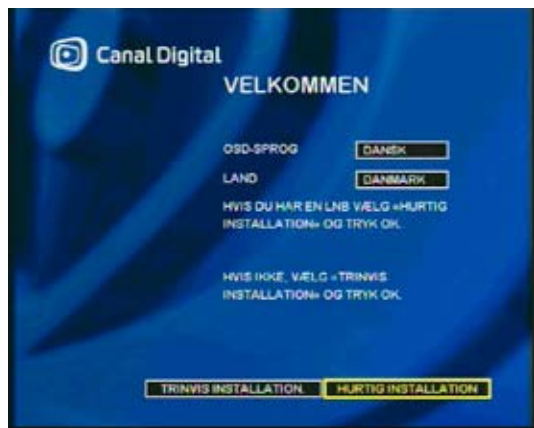 Canal Digital
VELKOMMEN
OSD-SPROG DANSK
LAND DANMARK
HVIS DU HAR EN LNB VÆLG «HURTIG
INSTALLATION» OG TRYK OK.
HVIS IKKE, VÆLG «TRINVIS
INSTALLATION» OG TRYK OK.
TRINVIS INSTALLATION. HURTIG INSTALLATION